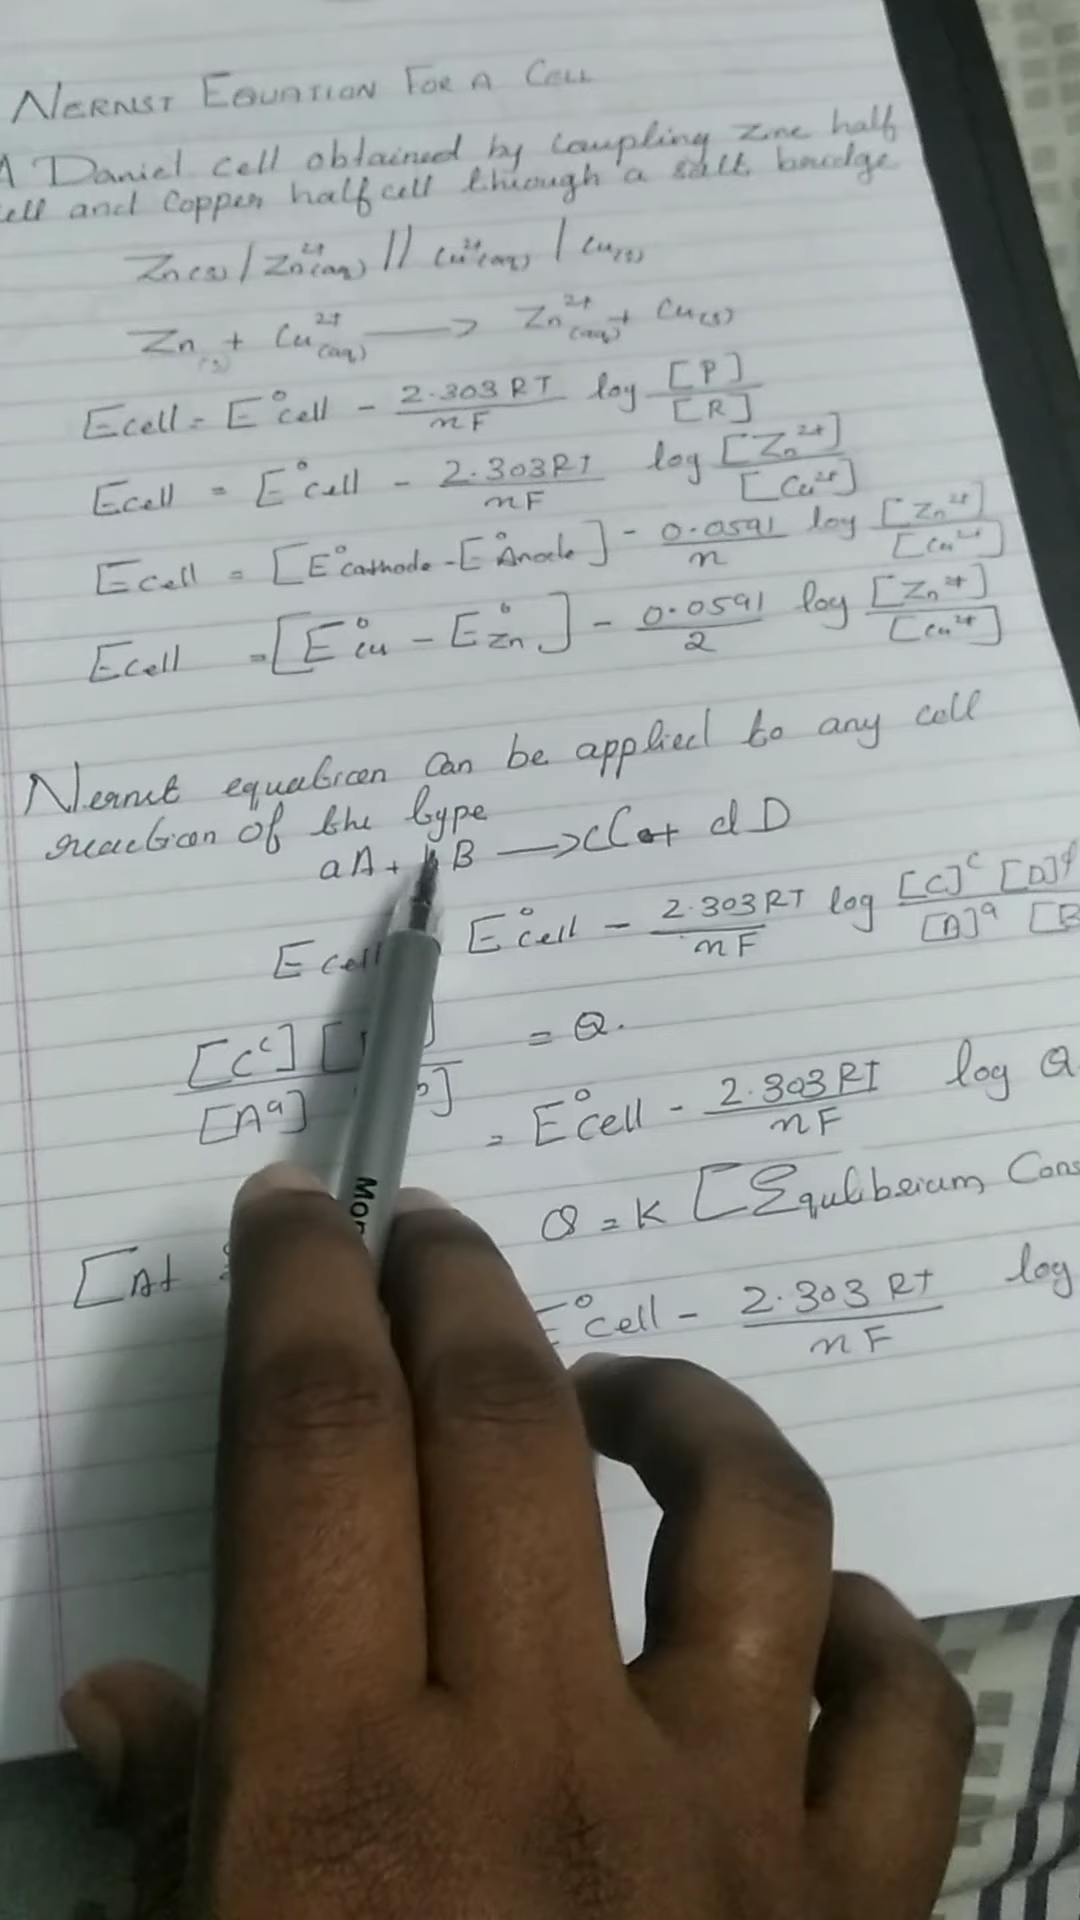 NERNST EQUATION FOR A CELL
A Daniel cell obtained by coupling zinc half
cell and Copper half cell through a salt bridge
Zn(s) / Zn²⁺(aq) // Cu²⁺(aq) / Cu(s)
Zn(s) + Cu²⁺(aq) ⟶ Zn²⁺(aq) + Cu(s)
Ecell = E°cell - 2.303RT/nF log [P]/[R]
Ecell = E°cell - 2.303RT/nF log [Zn²⁺]/[Cu²⁺]
Ecell = [E°cathode - E°Anode] - 0.0591/n log [Zn²⁺]/[Cu²⁺]
Ecell = [E°Cu - E°Zn] - 0.0591/2 log [Zn²⁺]/[Cu²⁺]
Nernst equation can be applied to any cell
reaction of the type
aA + B ⟶ cC + dD
Ecell E°cell - 2.303RT/nF log [C]ᶜ [D]ᵈ/[A]ᵃ [B
[Cᶜ] [ / [Aᵃ] b] = Q.
= E°cell - 2.303RT/nF log Q
[At Q = K [Equlibrium Cons
E°cell - 2.303RT/nF log
Mon